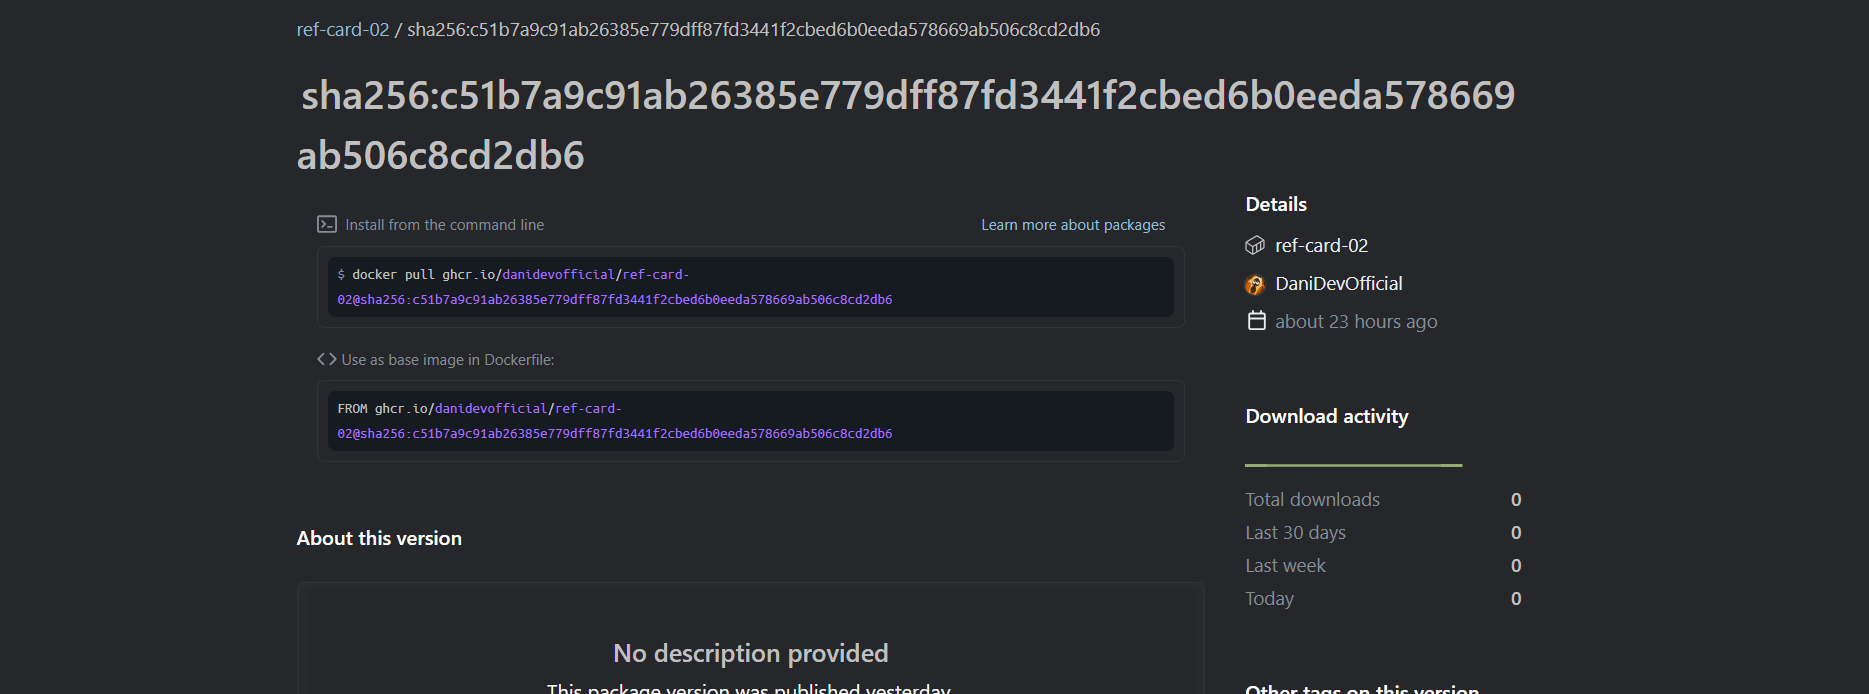 ref-card-02 / sha256:c51b7a9c91ab26385e779dff87fd3441f2cbed6b0eeda578669ab506c8cd2db6
sha256:c51b7a9c91ab26385e779dff87fd3441f2cbed6b0eeda578669
ab506c8cd2db6
Install from the command line
Learn more about packages
$ docker pull ghcr.io/danidevofficial/ref-card-
02@sha256:c51b7a9c91ab26385e779dff87fd3441f2cbed6b0eeda578669ab506c8cd2db6
Use as base image in Dockerfile:
FROM ghcr.io/danidevofficial/ref-card-
02@sha256:c51b7a9c91ab26385e779dff87fd3441f2cbed6b0eeda578669ab506c8cd2db6
About this version
No description provided
This package version was published yesterday
Details
ref-card-02
DaniDevOfficial
about 23 hours ago
Download activity
Total downloads 0
Last 30 days 0
Last week 0
Today 0
Other tags on this version